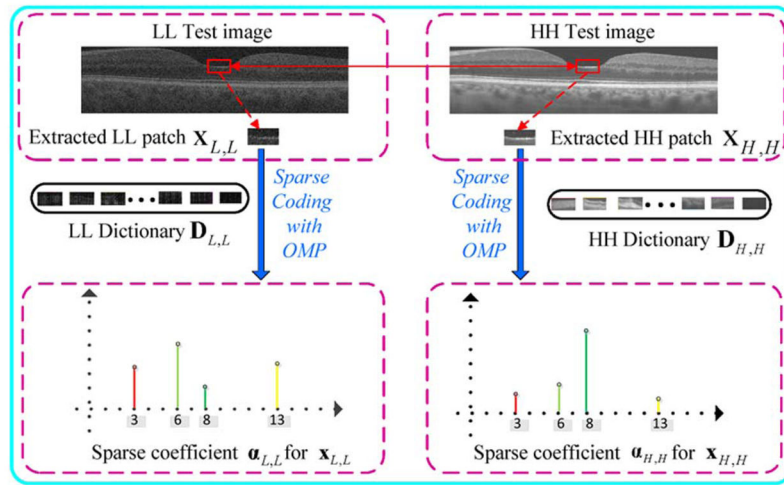 LL Test image
HH Test image
Extracted LL patch X_{L,L}
Extracted HH patch X_{H,H}
Sparse
Coding
with
OMP
Sparse
Coding
with
OMP
LL Dictionary D_{L,L}
HH Dictionary D_{H,H}
3 6 8 13
3 6 8 13
Sparse coefficient α_{L,L} for x_{L,L}
Sparse coefficient α_{H,H} for x_{H,H}